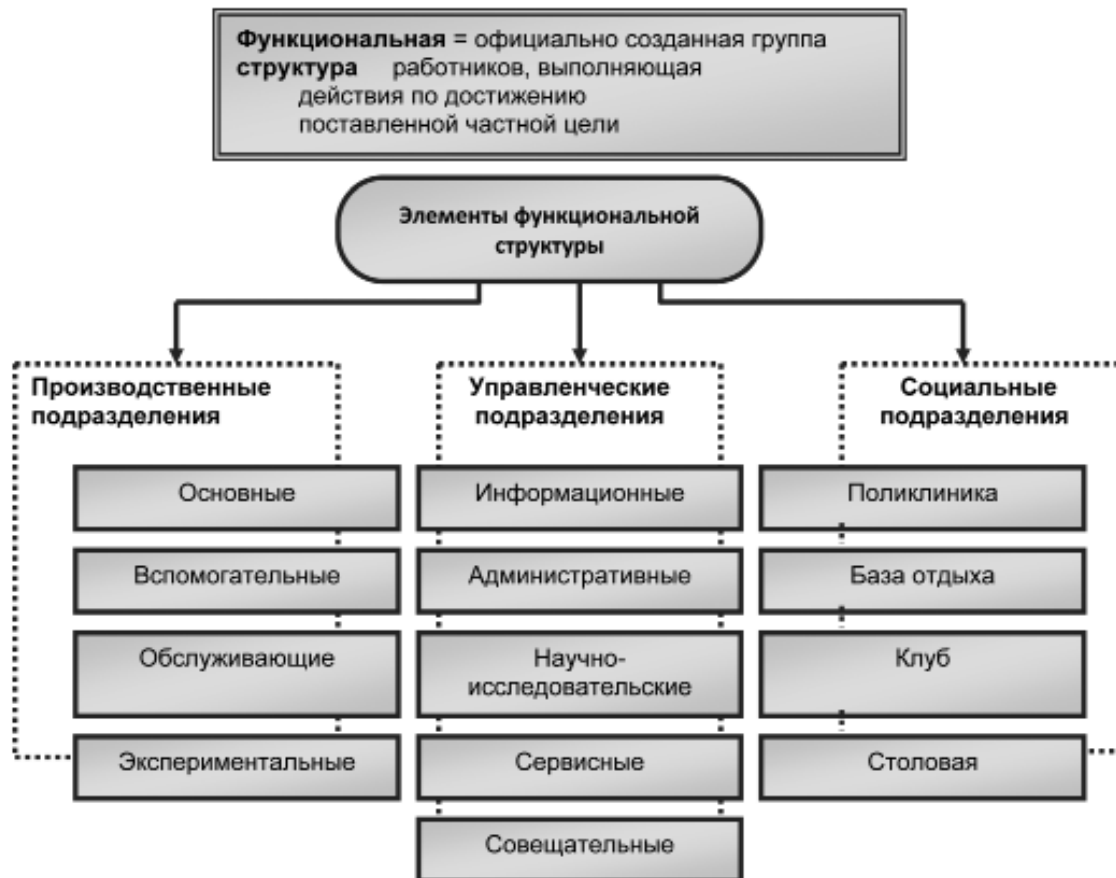 Функциональная = официально созданная группа
структура работников, выполняющая
действия по достижению
поставленной частной цели
Элементы функциональной
структуры
Производственные
подразделения
Основные
Вспомогательные
Обслуживающие
Экспериментальные
Управленческие
подразделения
Информационные
Административные
Научно-
исследовательские
Сервисные
Совещательные
Социальные
подразделения
Поликлиника
База отдыха
Клуб
Столовая